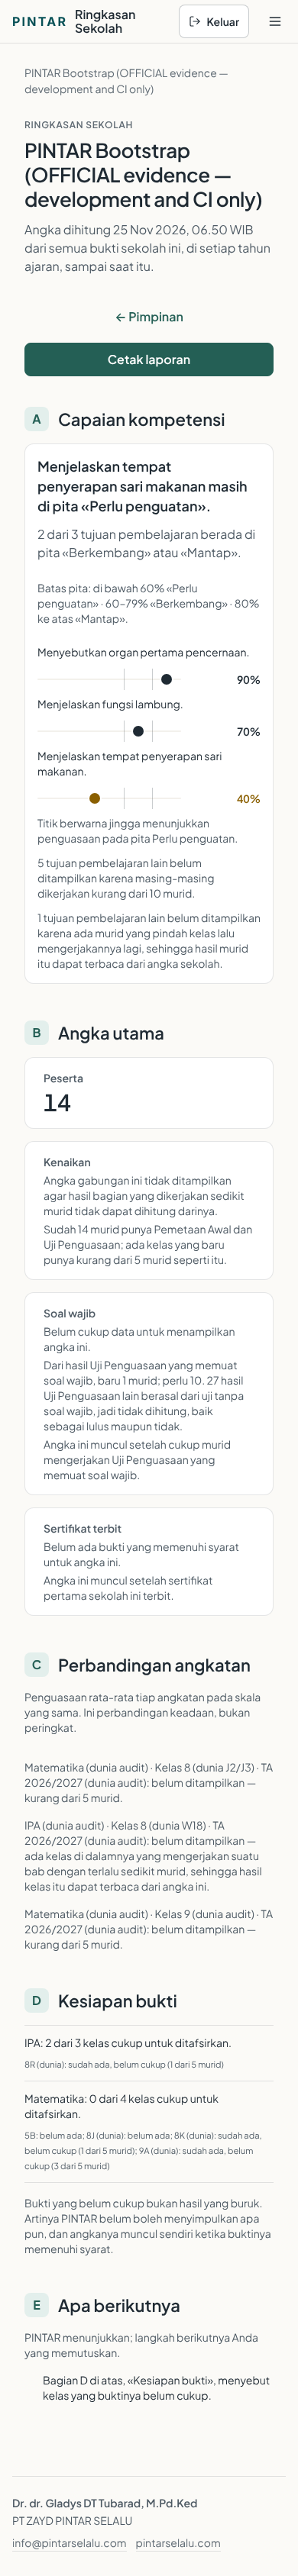 PINTAR
Ringkasan
Sekolah
Keluar
PINTAR Bootstrap (OFFICIAL evidence —
development and CI only)
RINGKASAN SEKOLAH
PINTAR Bootstrap
(OFFICIAL evidence —
development and CI only)
Angka dihitung 25 Nov 2026, 06.50 WIB
dari semua bukti sekolah ini, di setiap tahun
ajaran, sampai saat itu.
← Pimpinan
Cetak laporan
A Capaian kompetensi
Menjelaskan tempat
penyerapan sari makanan masih
di pita «Perlu penguatan».
2 dari 3 tujuan pembelajaran berada di
pita «Berkembang» atau «Mantap».
Batas pita: di bawah 60% «Perlu
penguatan» · 60–79% «Berkembang» · 80%
ke atas «Mantap».
Menyebutkan organ pertama pencernaan.
90%
Menjelaskan fungsi lambung.
70%
Menjelaskan tempat penyerapan sari
makanan.
40%
Titik berwarna jingga menunjukkan
penguasaan pada pita Perlu penguatan.
5 tujuan pembelajaran lain belum
ditampilkan karena masing-masing
dikerjakan kurang dari 10 murid.
1 tujuan pembelajaran lain belum ditampilkan
karena ada murid yang pindah kelas lalu
mengerjakannya lagi, sehingga hasil murid
itu dapat terbaca dari angka sekolah.
B Angka utama
Peserta
14
Kenaikan
Angka gabungan ini tidak ditampilkan
agar hasil bagian yang dikerjakan sedikit
murid tidak dapat dihitung darinya.
Sudah 14 murid punya Pemetaan Awal dan
Uji Penguasaan; ada kelas yang baru
punya kurang dari 5 murid seperti itu.
Soal wajib
Belum cukup data untuk menampilkan
angka ini.
Dari hasil Uji Penguasaan yang memuat
soal wajib, baru 1 murid; perlu 10. 27 hasil
Uji Penguasaan lain berasal dari uji tanpa
soal wajib, jadi tidak dihitung, baik
sebagai lulus maupun tidak.
Angka ini muncul setelah cukup murid
mengerjakan Uji Penguasaan yang
memuat soal wajib.
Sertifikat terbit
Belum ada bukti yang memenuhi syarat
untuk angka ini.
Angka ini muncul setelah sertifikat
pertama sekolah ini terbit.
C Perbandingan angkatan
Penguasaan rata-rata tiap angkatan pada skala
yang sama. Ini perbandingan keadaan, bukan
peringkat.
Matematika (dunia audit) · Kelas 8 (dunia J2/J3) · TA
2026/2027 (dunia audit): belum ditampilkan —
kurang dari 5 murid.
IPA (dunia audit) · Kelas 8 (dunia W18) · TA
2026/2027 (dunia audit): belum ditampilkan —
ada kelas di dalamnya yang mengerjakan suatu
bab dengan terlalu sedikit murid, sehingga hasil
kelas itu dapat terbaca dari angka ini.
Matematika (dunia audit) · Kelas 9 (dunia audit) · TA
2026/2027 (dunia audit): belum ditampilkan —
kurang dari 5 murid.
D Kesiapan bukti
IPA: 2 dari 3 kelas cukup untuk ditafsirkan.
8R (dunia): sudah ada, belum cukup (1 dari 5 murid)
Matematika: 0 dari 4 kelas cukup untuk
ditafsirkan.
5B: belum ada; 8J (dunia): belum ada; 8K (dunia): sudah ada,
belum cukup (1 dari 5 murid); 9A (dunia): sudah ada, belum
cukup (3 dari 5 murid)
Bukti yang belum cukup bukan hasil yang buruk.
Artinya PINTAR belum boleh menyimpulkan apa
pun, dan angkanya muncul sendiri ketika buktinya
memenuhi syarat.
E Apa berikutnya
PINTAR menunjukkan; langkah berikutnya Anda
yang memutuskan.
Bagian D di atas, «Kesiapan bukti», menyebut
kelas yang buktinya belum cukup.
Dr. dr. Gladys DT Tubarad, M.Pd.Ked
PT ZAYD PINTAR SELALU
info@pintarselalu.com pintarselalu.com